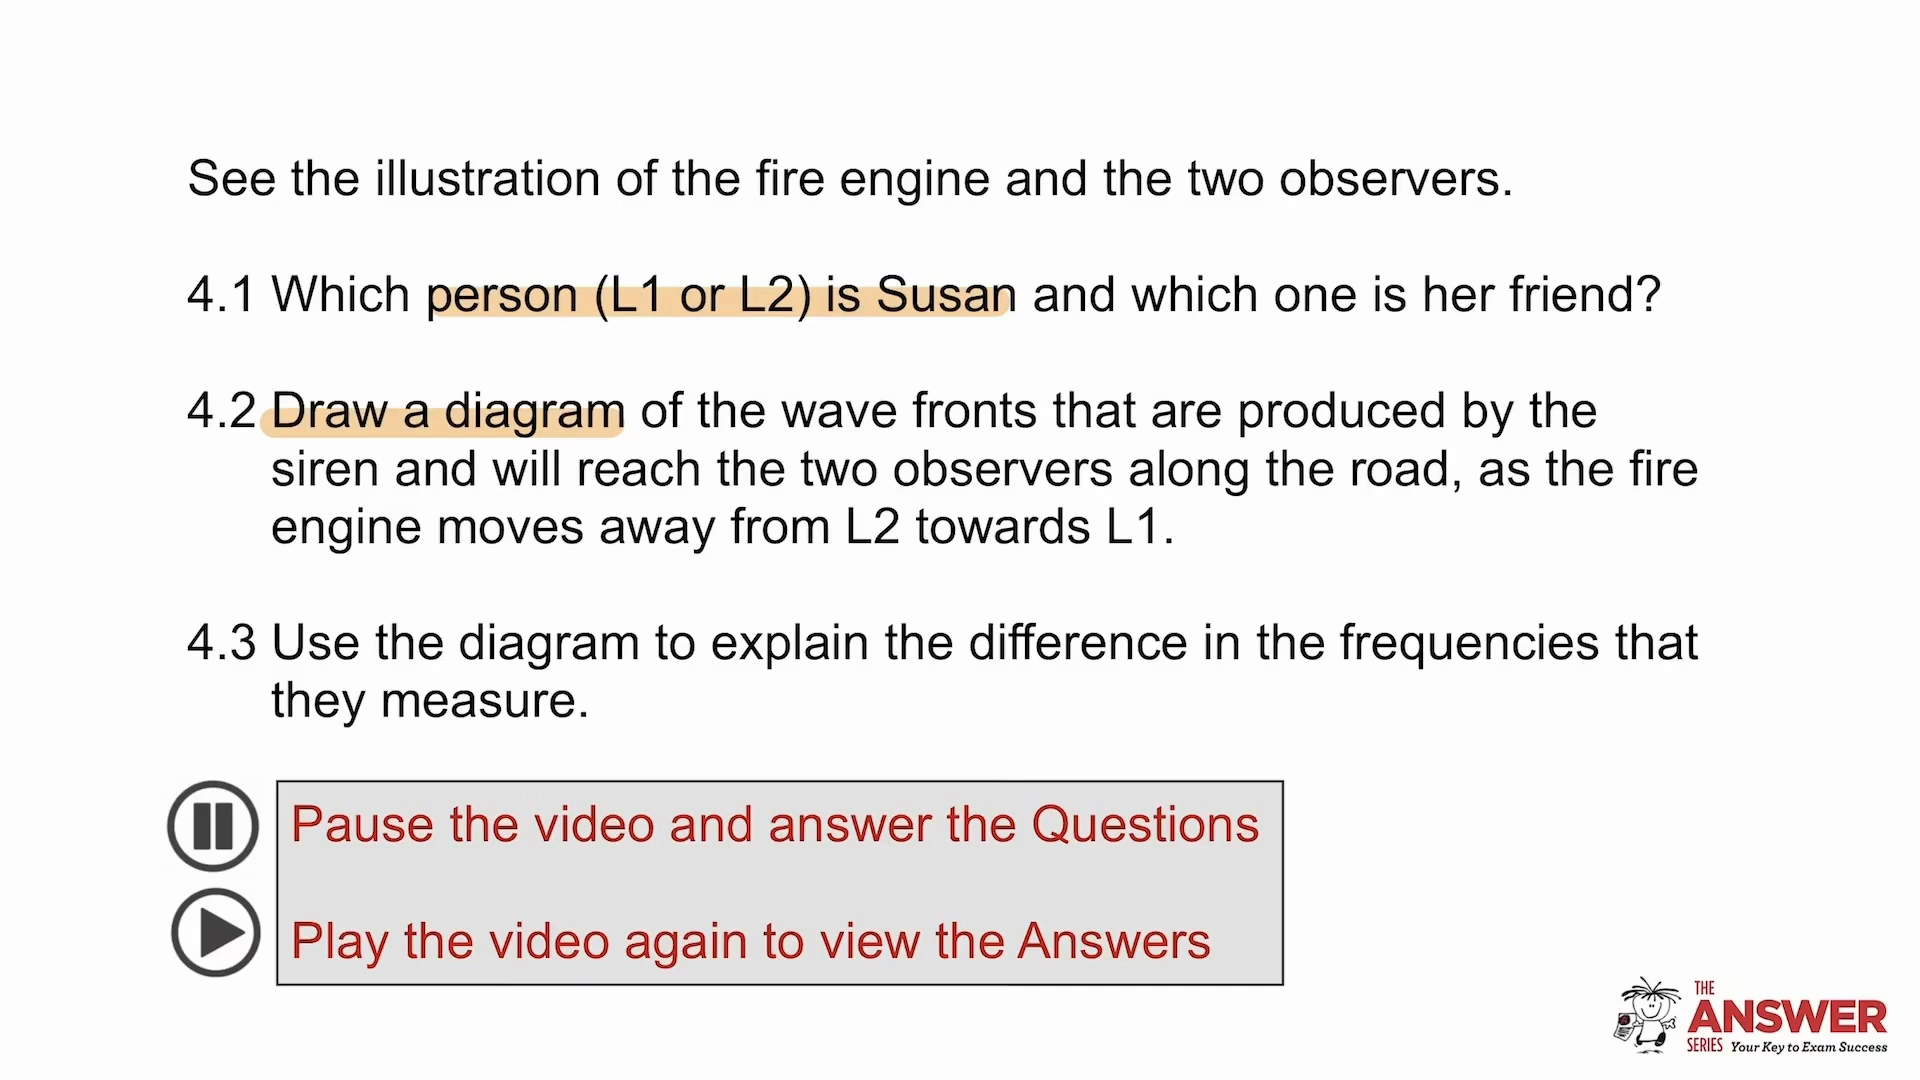 See the illustration of the fire engine and the two observers.
4.1 Which person (L1 or L2) is Susan and which one is her friend?
4.2 Draw a diagram of the wave fronts that are produced by the
siren and will reach the two observers along the road, as the fire
engine moves away from L2 towards L1.
4.3 Use the diagram to explain the difference in the frequencies that
they measure.
Pause the video and answer the Questions
Play the video again to view the Answers
THE
ANSWER
SERIES Your Key to Exam Success